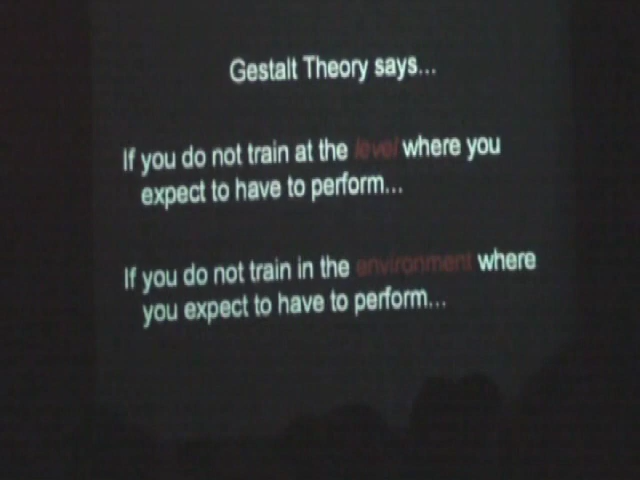 Gestalt Theory says...
If you do not train at the level where you
expect to have to perform...
If you do not train in the environment where
you expect to have to perform...